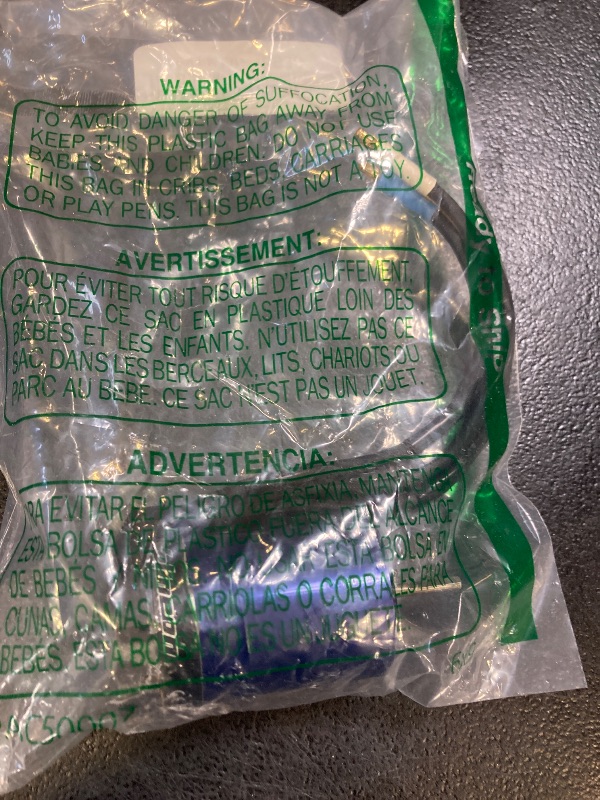 WARNING:
TO AVOID DANGER OF SUFFOCATION,
KEEP THIS PLASTIC BAG AWAY FROM
BABIES AND CHILDREN. DO NOT USE
THIS BAG IN CRIBS, BEDS, CARRIAGES
OR PLAY PENS. THIS BAG IS NOT A TOY.
AVERTISSEMENT:
POUR ÉVITER TOUT RISQUE D'ÉTOUFFEMENT,
GARDEZ CE SAC EN PLASTIQUE LOIN DES
BÉBÉS ET LES ENFANTS. N'UTILISEZ PAS CE
SAC DANS LES BERCEAUX, LITS, CHARIOTS OU
PARC AU BÉBÉ. CE SAC N'EST PAS UN JOUET.
ADVERTENCIA:
RA EVITAR EL PELIGRO DE ASFIXIA, MANTENGA
ESTA BOLSA DE PLASTICA FUERA DEL ALCANCE
DE BEBÉS ESTA BOLSA EN
CUNAS, CAMAS, CARRIOLAS O CORRALES PARA
BEBÉS. ESTA BOLSA NO ES UN JUGUETE.